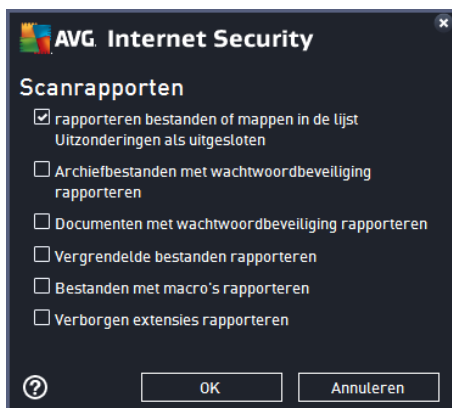 AVG. Internet Security
Scanrapporten
rapporteren bestanden of mappen in de lijst
Uitzonderingen als uitgesloten
Archiefbestanden met wachtwoordbeveiliging
rapporteren
Documenten met wachtwoordbeveiliging rapporteren
Vergrendelde bestanden rapporteren
Bestanden met macro's rapporteren
Verborgen extensies rapporteren
?
OK
Annuleren